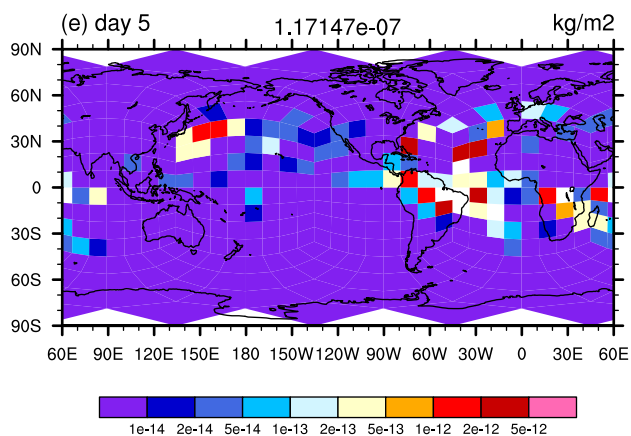 (e) day 5 1.17147e-07 kg/m2
90N
60N
30N
0
30S
60S
90S
60E 90E 120E 150E 180 150W 120W 90W 60W 30W 0 30E 60E
1e-14 2e-14 5e-14 1e-13 2e-13 5e-13 1e-12 2e-12 5e-12